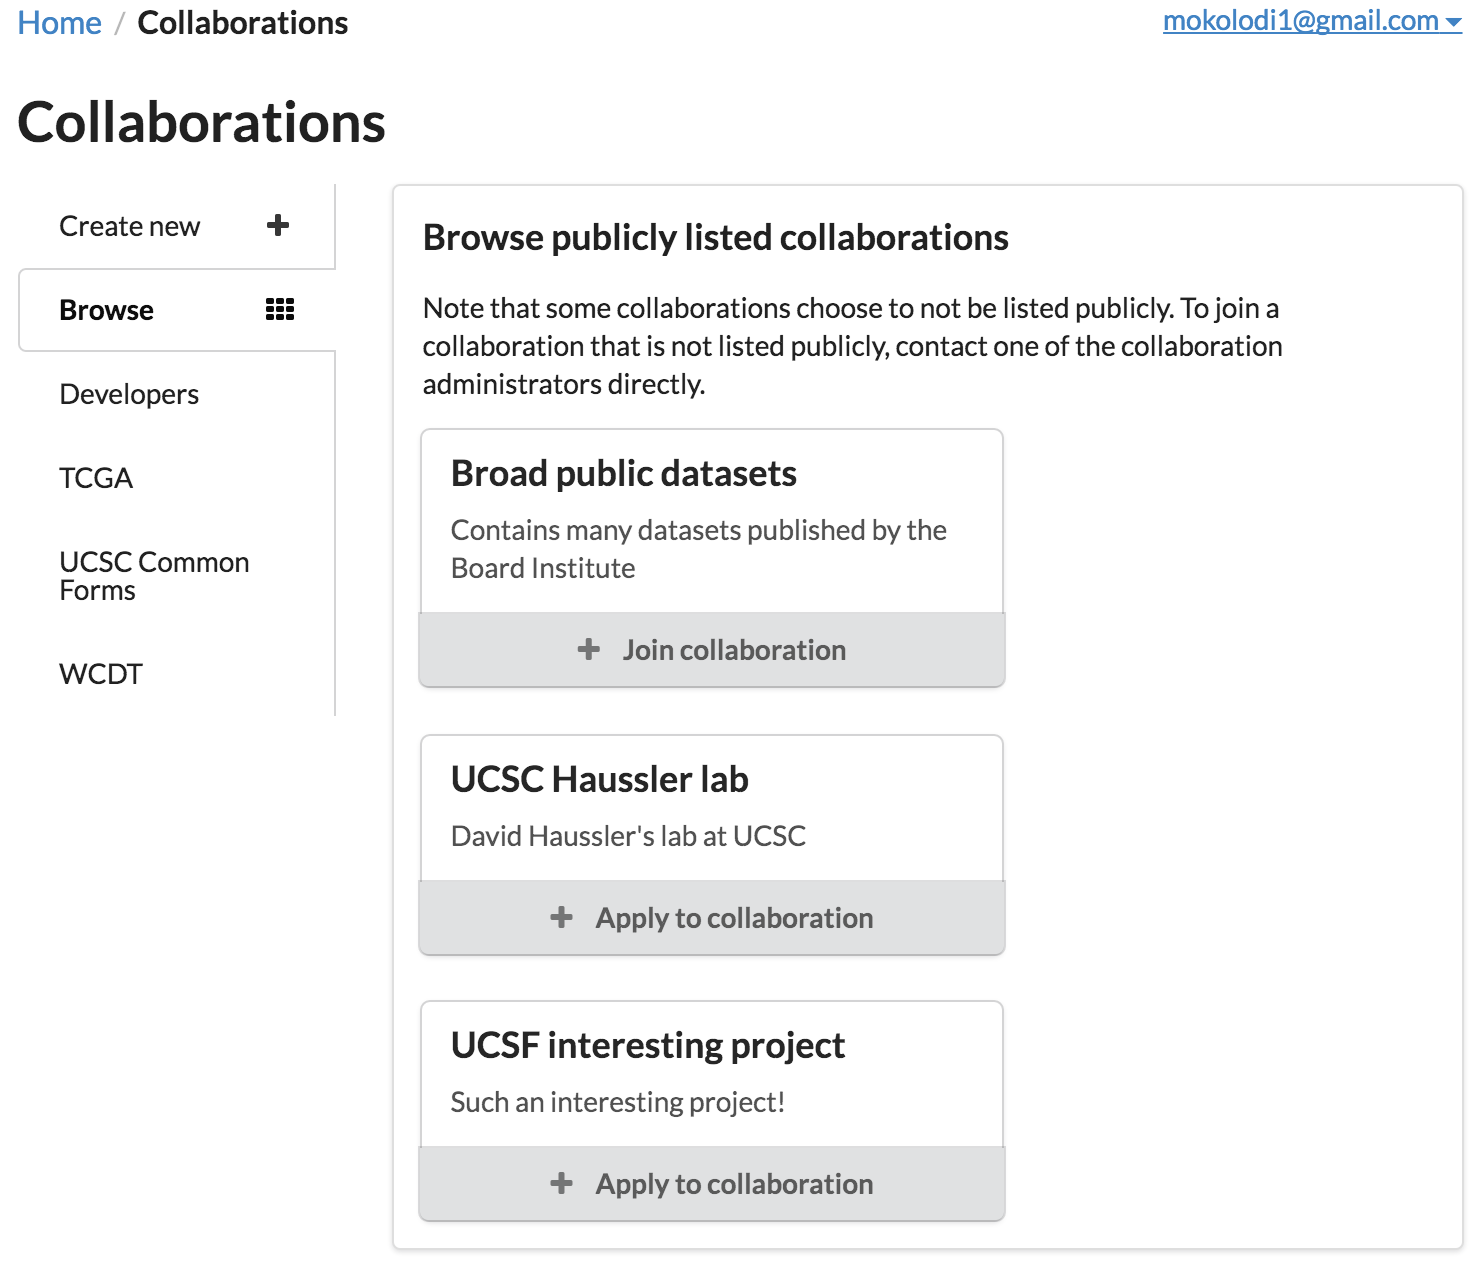 Home / Collaborations
mokolodi1@gmail.com
Collaborations
Create new
Browse
Developers
TCGA
UCSC Common
Forms
WCDT
Browse publicly listed collaborations
Note that some collaborations choose to not be listed publicly. To join a
collaboration that is not listed publicly, contact one of the collaboration
administrators directly.
Broad public datasets
Contains many datasets published by the
Board Institute
Join collaboration
UCSC Haussler lab
David Haussler's lab at UCSC
Apply to collaboration
UCSF interesting project
Such an interesting project!
Apply to collaboration